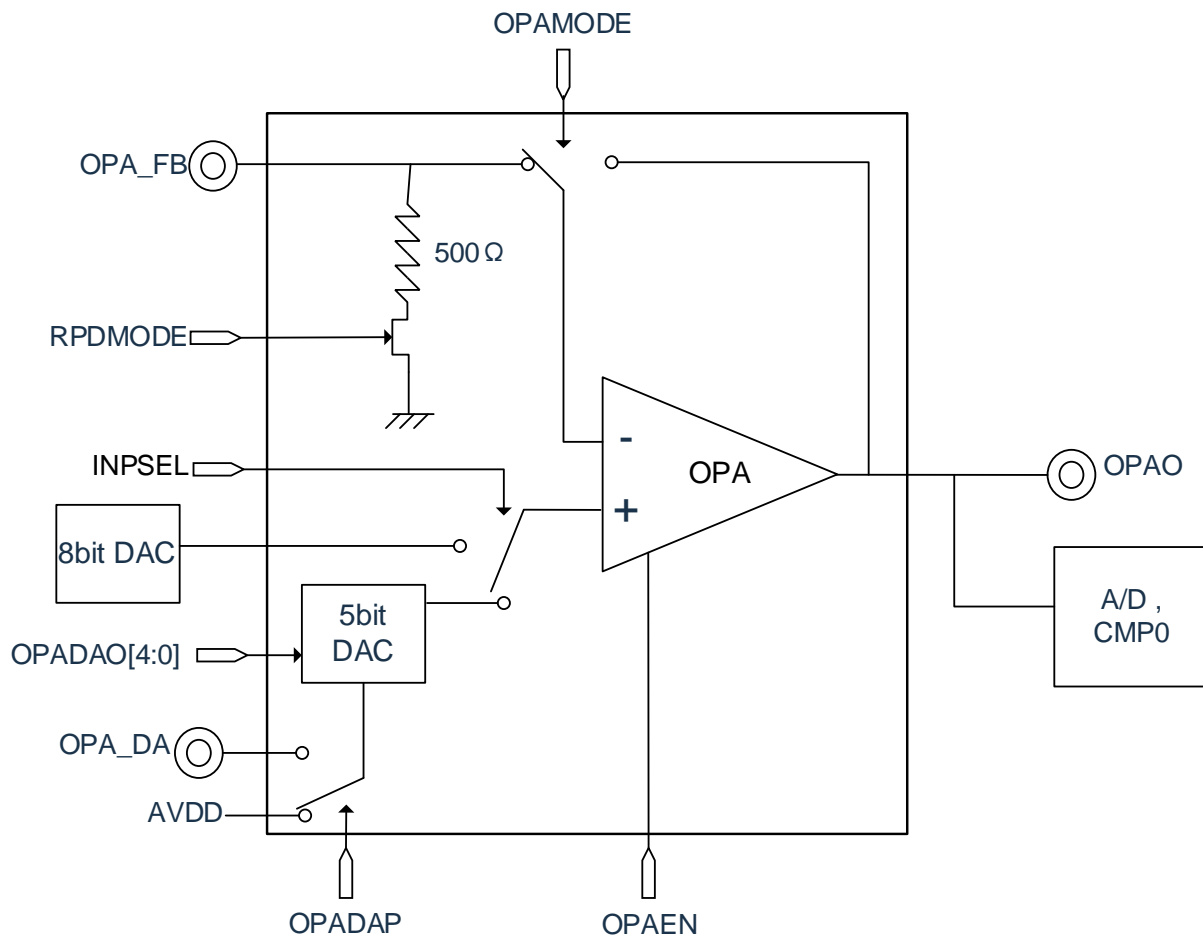 OPAMODE
OPA_FB
500Ω
RPDMODE
-
INPSEL
OPA
OPAO
+
8bit DAC
5bit
DAC
A/D ,
CMP0
OPADAO[4:0]
OPA_DA
AVDD
OPADAP
OPAEN